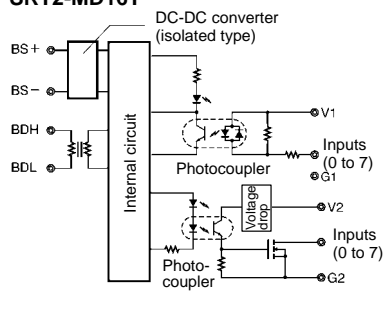 SRT2-MD161
DC-DC converter
(isolated type)
BS+
BS−
BDH
BDL
Internal circuit
V1
Inputs
(0 to 7)
Photocoupler
G1
Voltage
drop
V2
Inputs
(0 to 7)
Photo-
coupler
G2